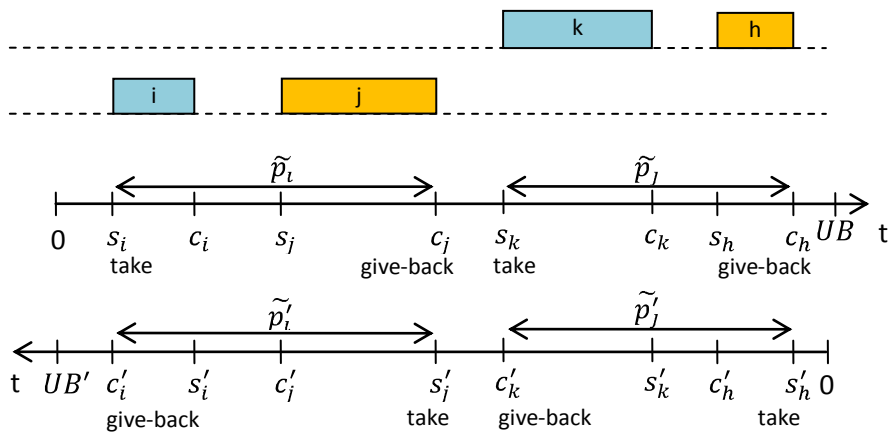 k h
i j
p̃ᵢ p̃ⱼ
0 sᵢ cᵢ sⱼ cⱼ sₖ cₖ sₕ cₕ UB t
take give-back take give-back
p̃′ᵢ p̃′ⱼ
t UB′ c′ᵢ s′ᵢ c′ⱼ s′ⱼ c′ₖ s′ₖ c′ₕ s′ₕ 0
give-back take give-back take